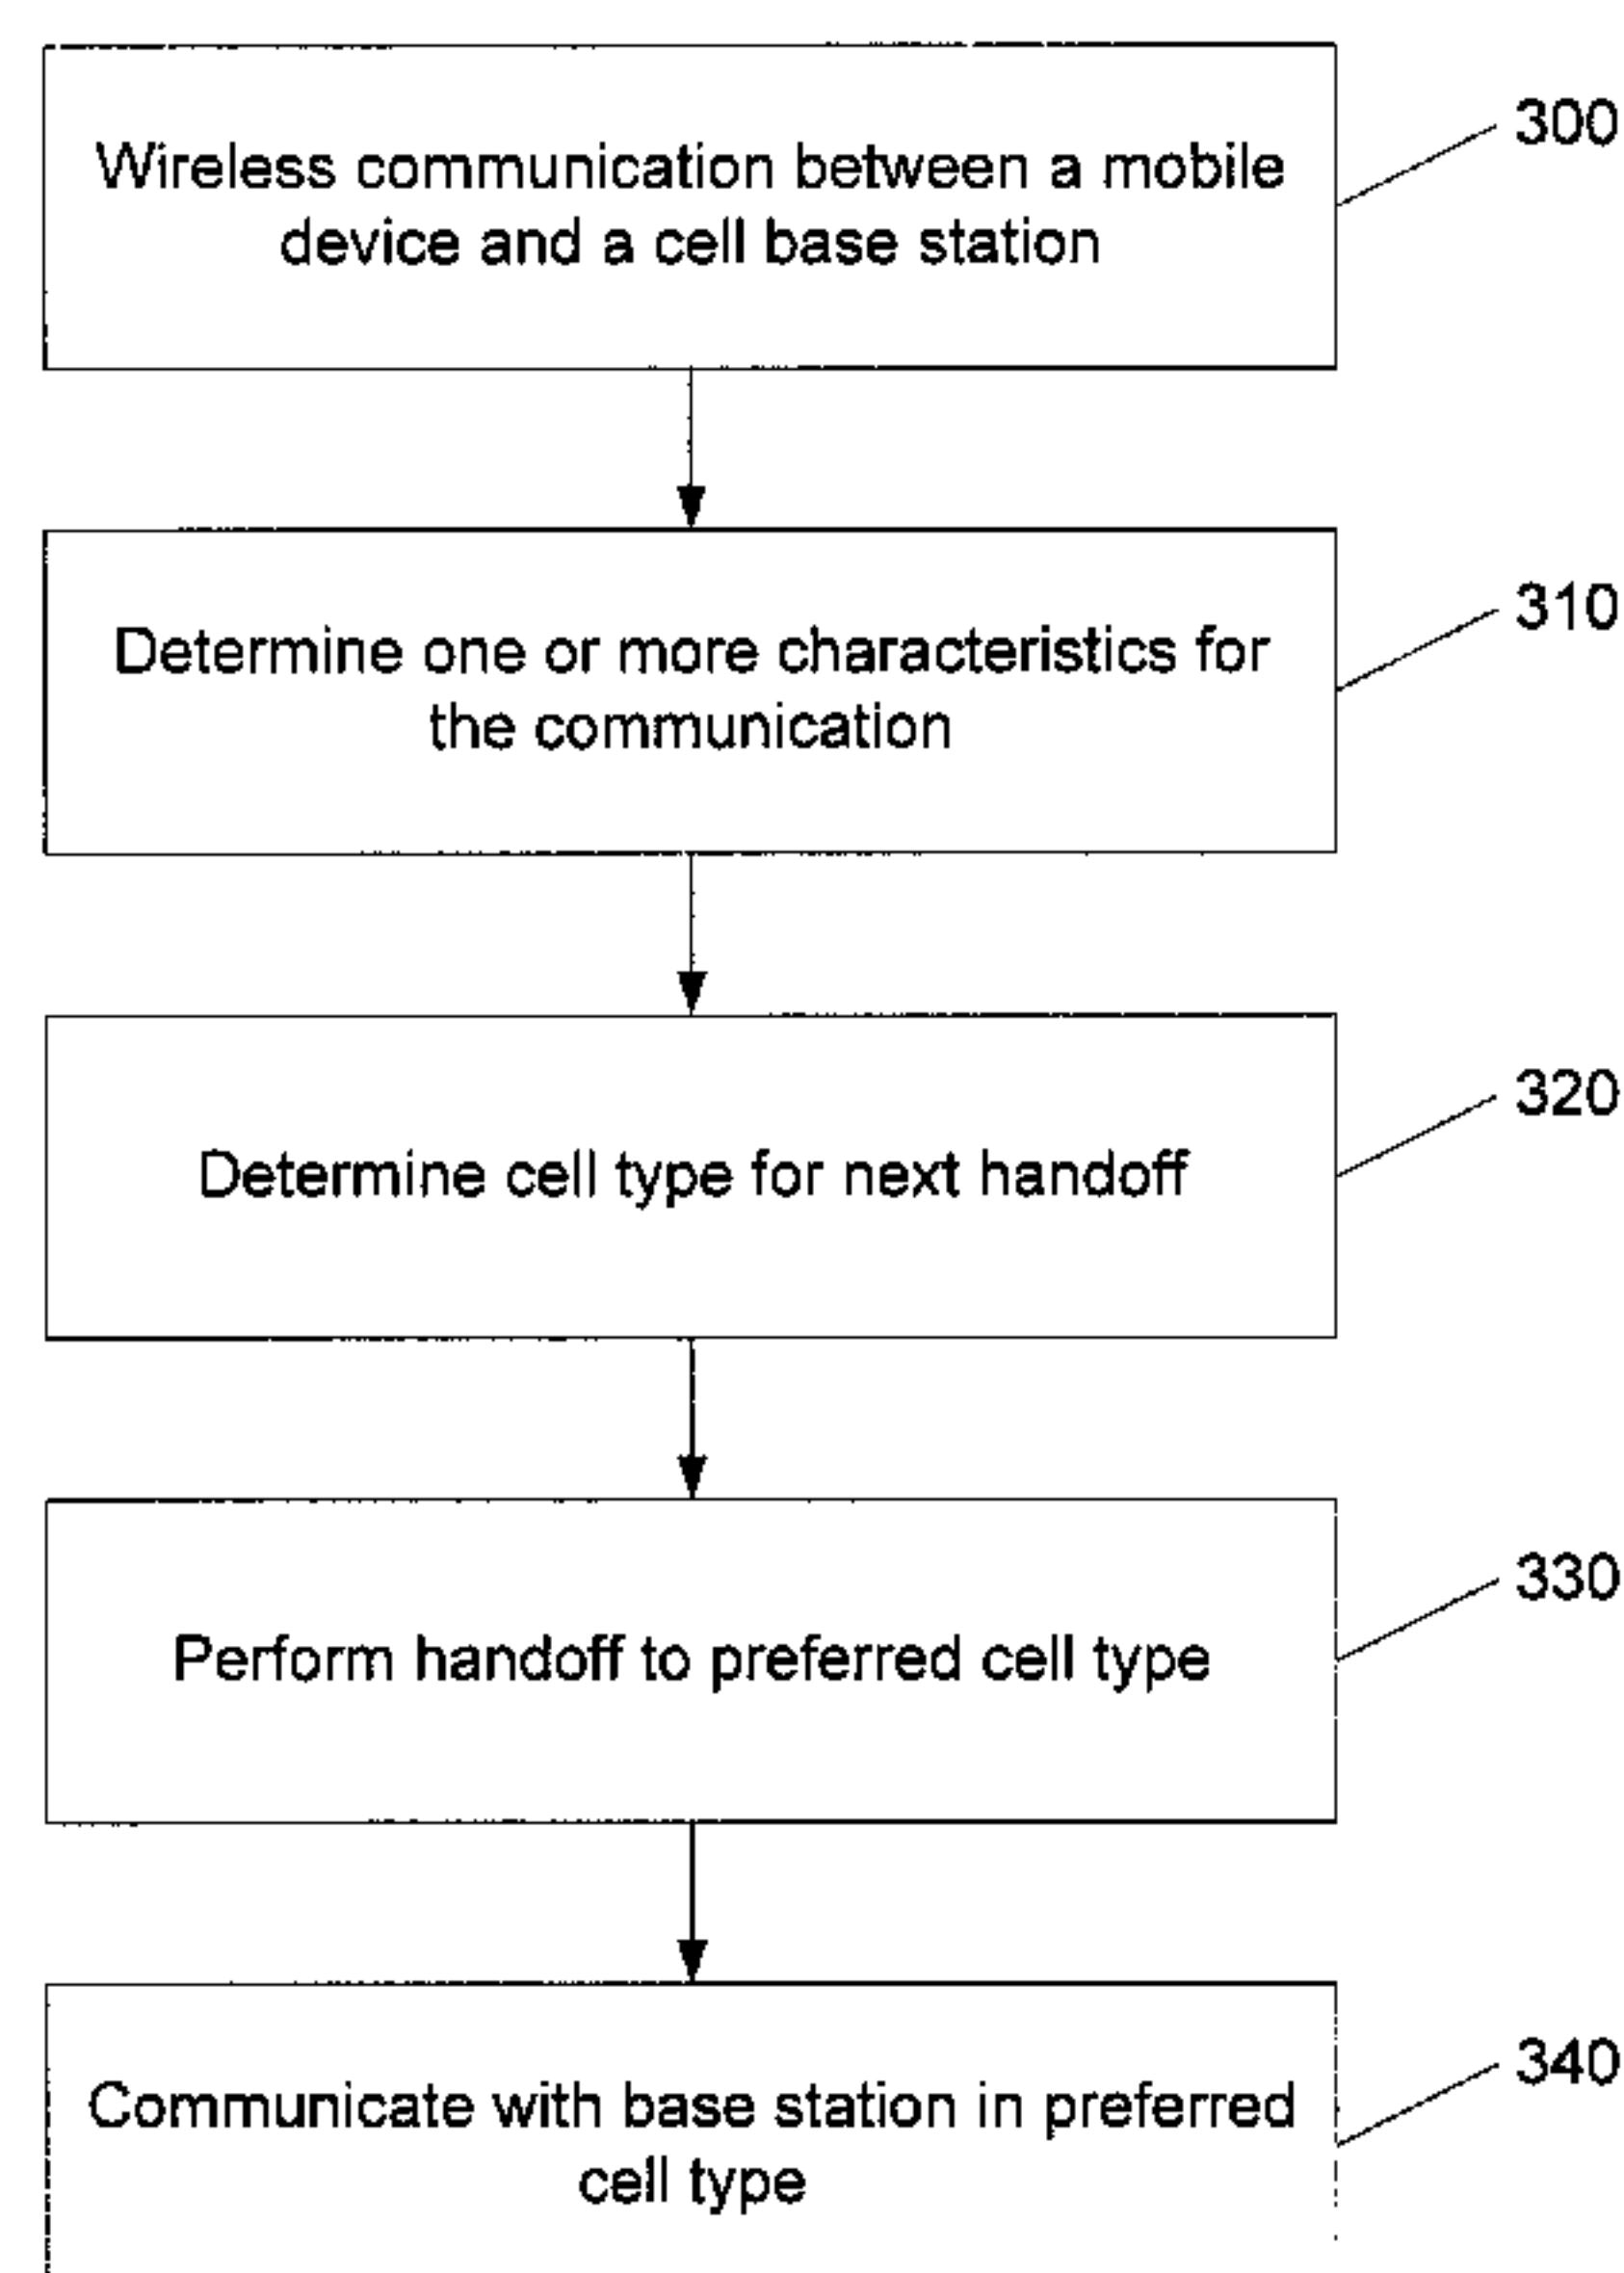 Wireless communication between a mobile
device and a cell base station
300
Determine one or more characteristics for
the communication
310
Determine cell type for next handoff
320
Perform handoff to preferred cell type
330
Communicate with base station in preferred
cell type
340